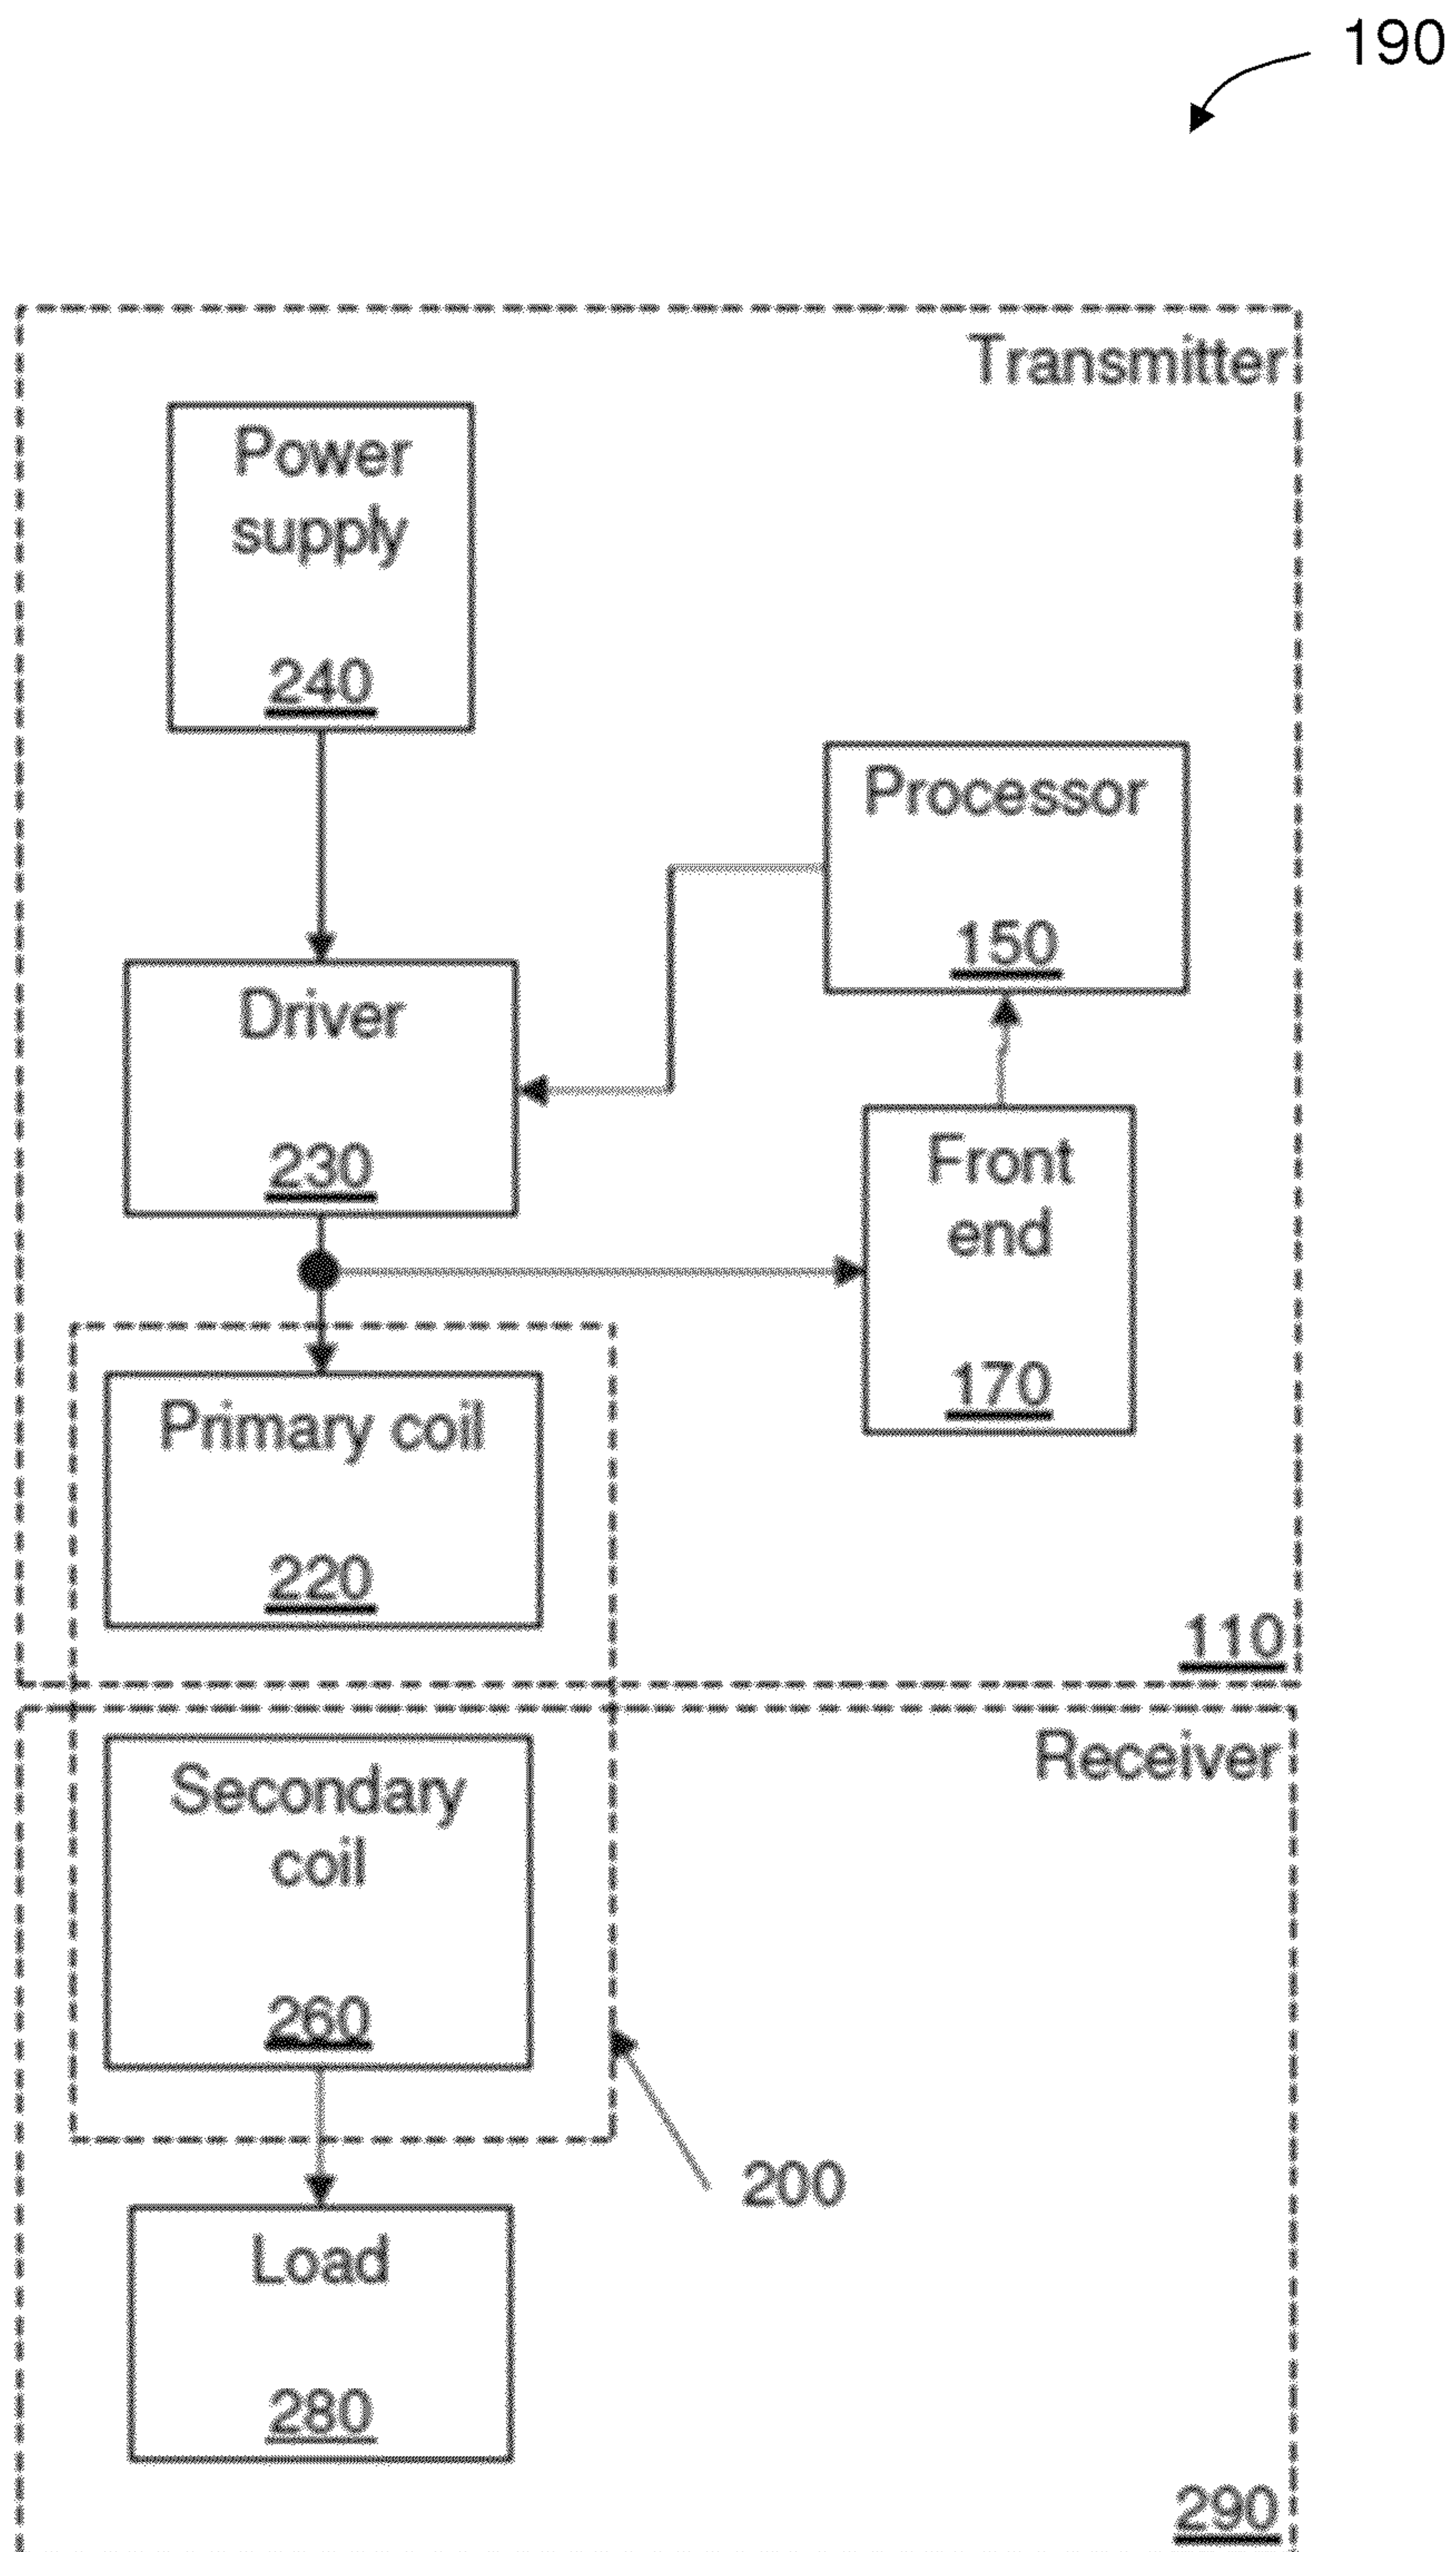 190
Transmitter
Power
supply
240
Processor
150
Driver
230
Front
end
170
Primary coil
220
110
Receiver
Secondary
coil
260
200
Load
280
290